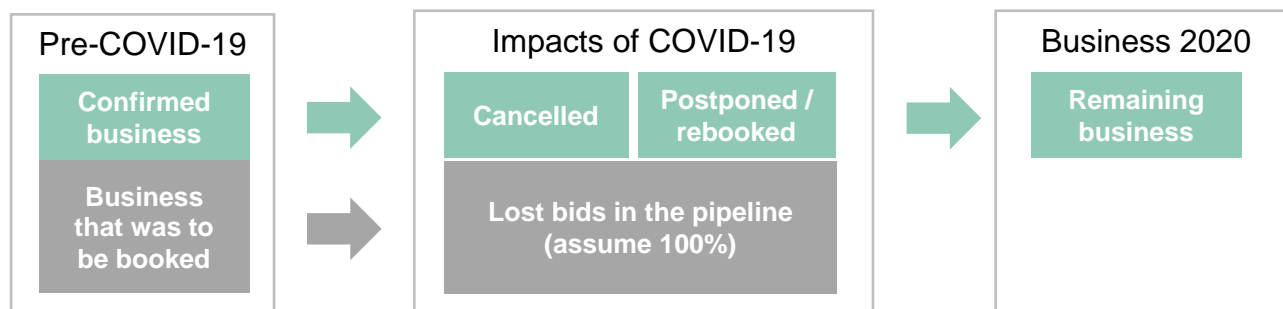 Pre-COVID-19
Confirmed
business
Business
that was to
be booked
Impacts of COVID-19
Cancelled
Postponed /
rebooked
Lost bids in the pipeline
(assume 100%)
Business 2020
Remaining
business